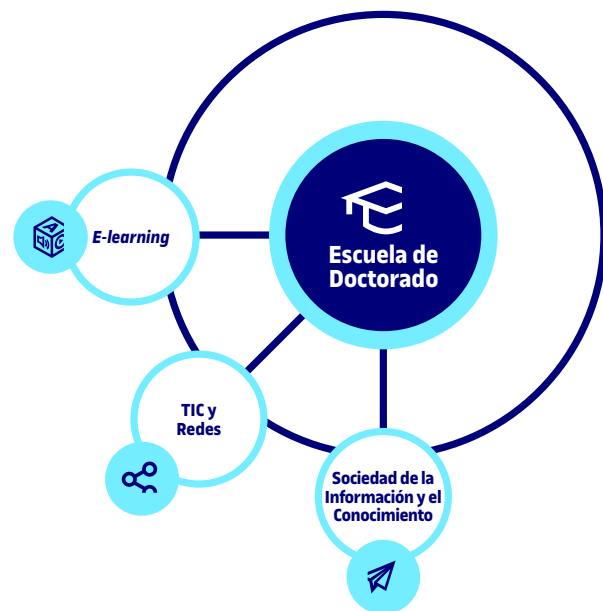 Escuela de
Doctorado
E-learning
TIC y
Redes
Sociedad de la
Información y el
Conocimiento